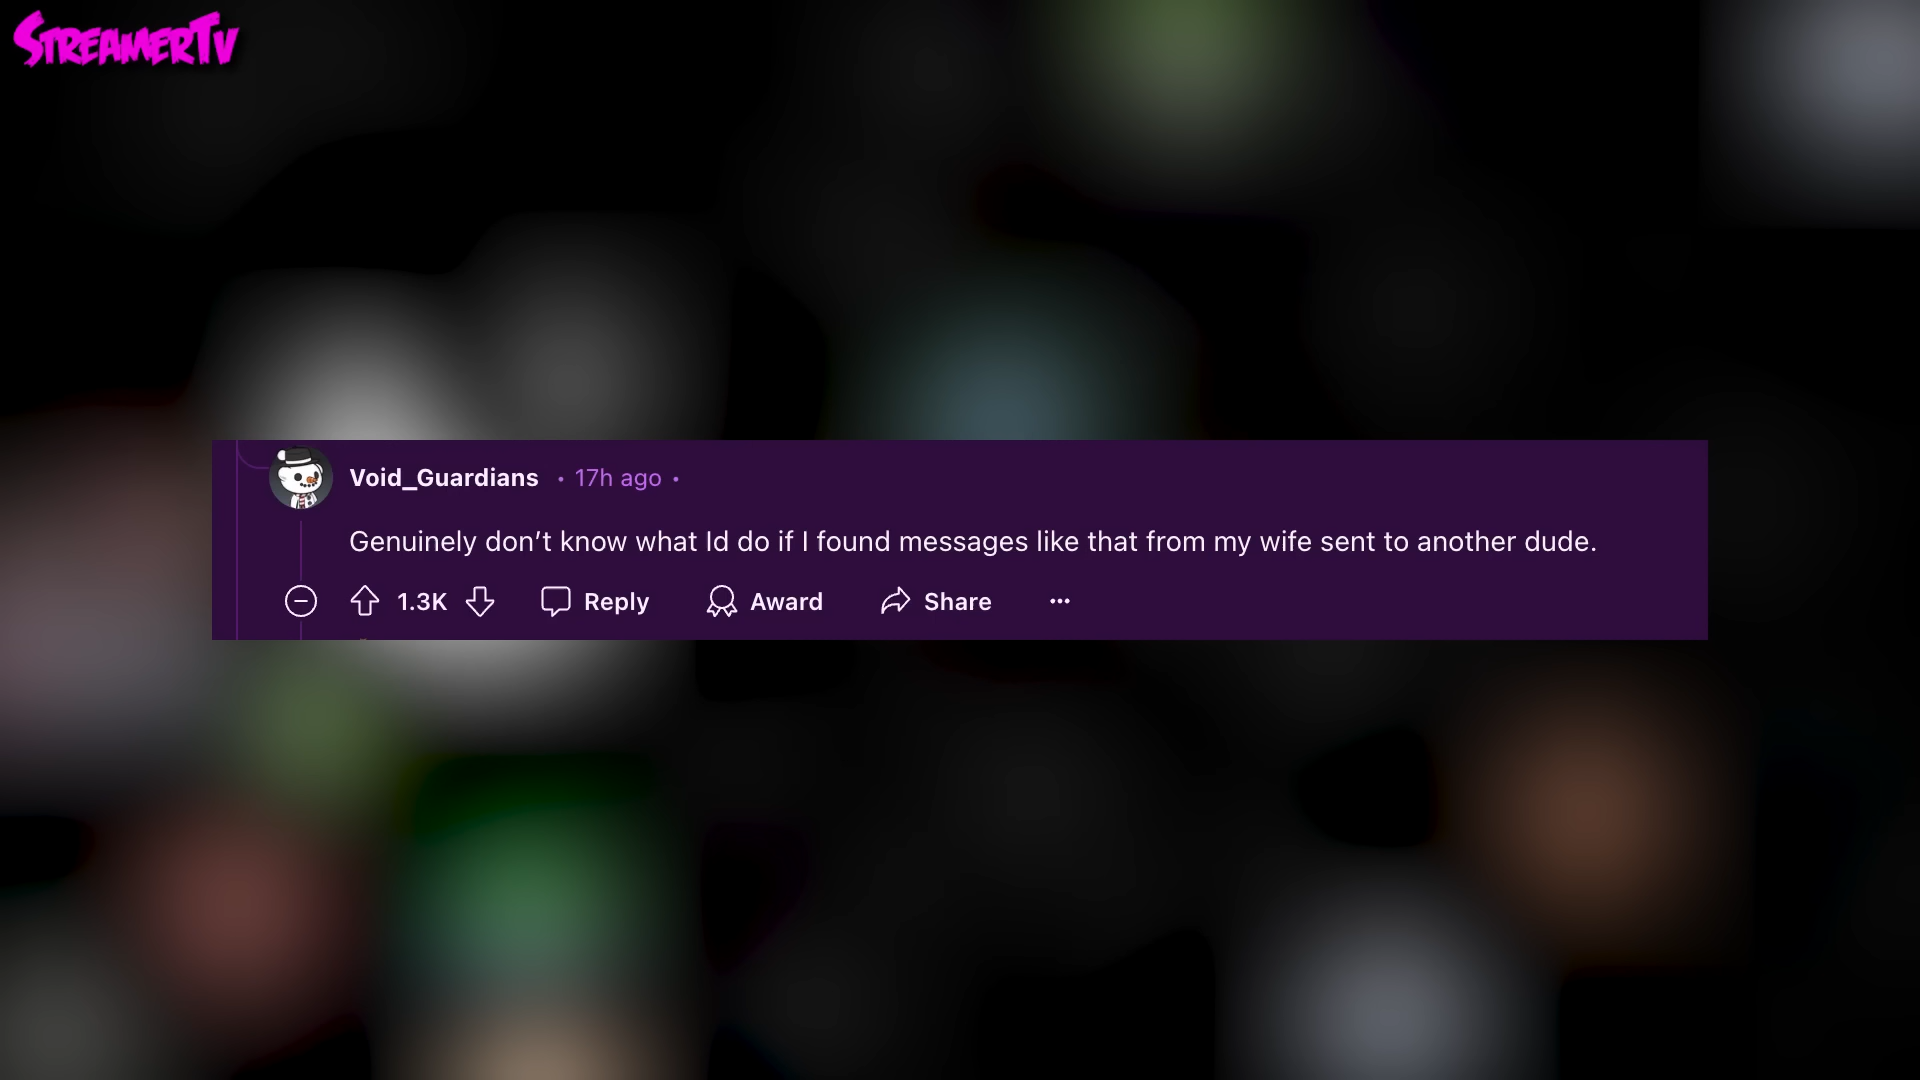 StreamerTv
Void_Guardians • 17h ago •
Genuinely don’t know what Id do if I found messages like that from my wife sent to another dude.
1.3K Reply Award Share ...